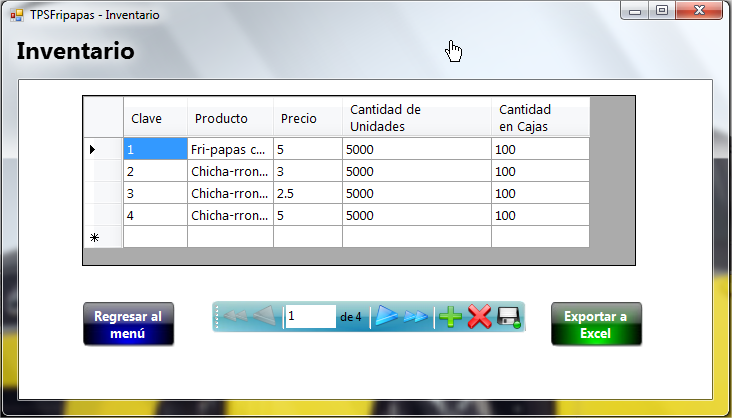 TPSFripapas - Inventario
Inventario
Clave Producto Precio Cantidad de Unidades Cantidad en Cajas
1 Fri-papas c... 5 5000 100
2 Chicha-rron... 3 5000 100
3 Chicha-rron... 2.5 5000 100
4 Chicha-rron... 5 5000 100
Regresar al menú
1 de 4
Exportar a Excel